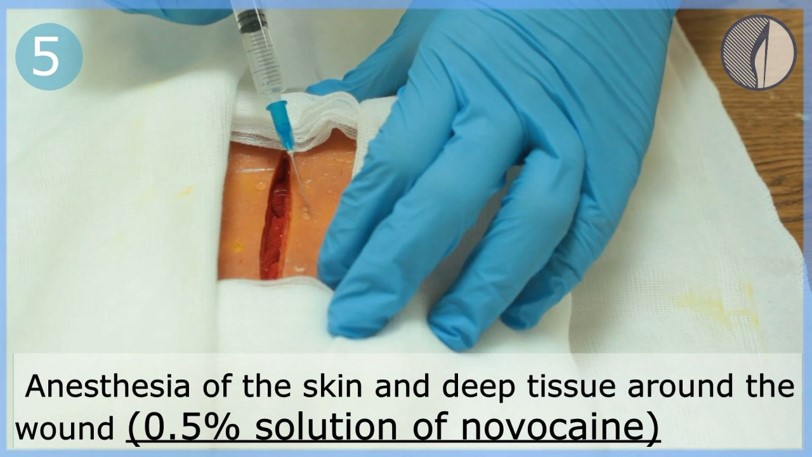 5
Anesthesia of the skin and deep tissue around the
wound (0.5% solution of novocaine)